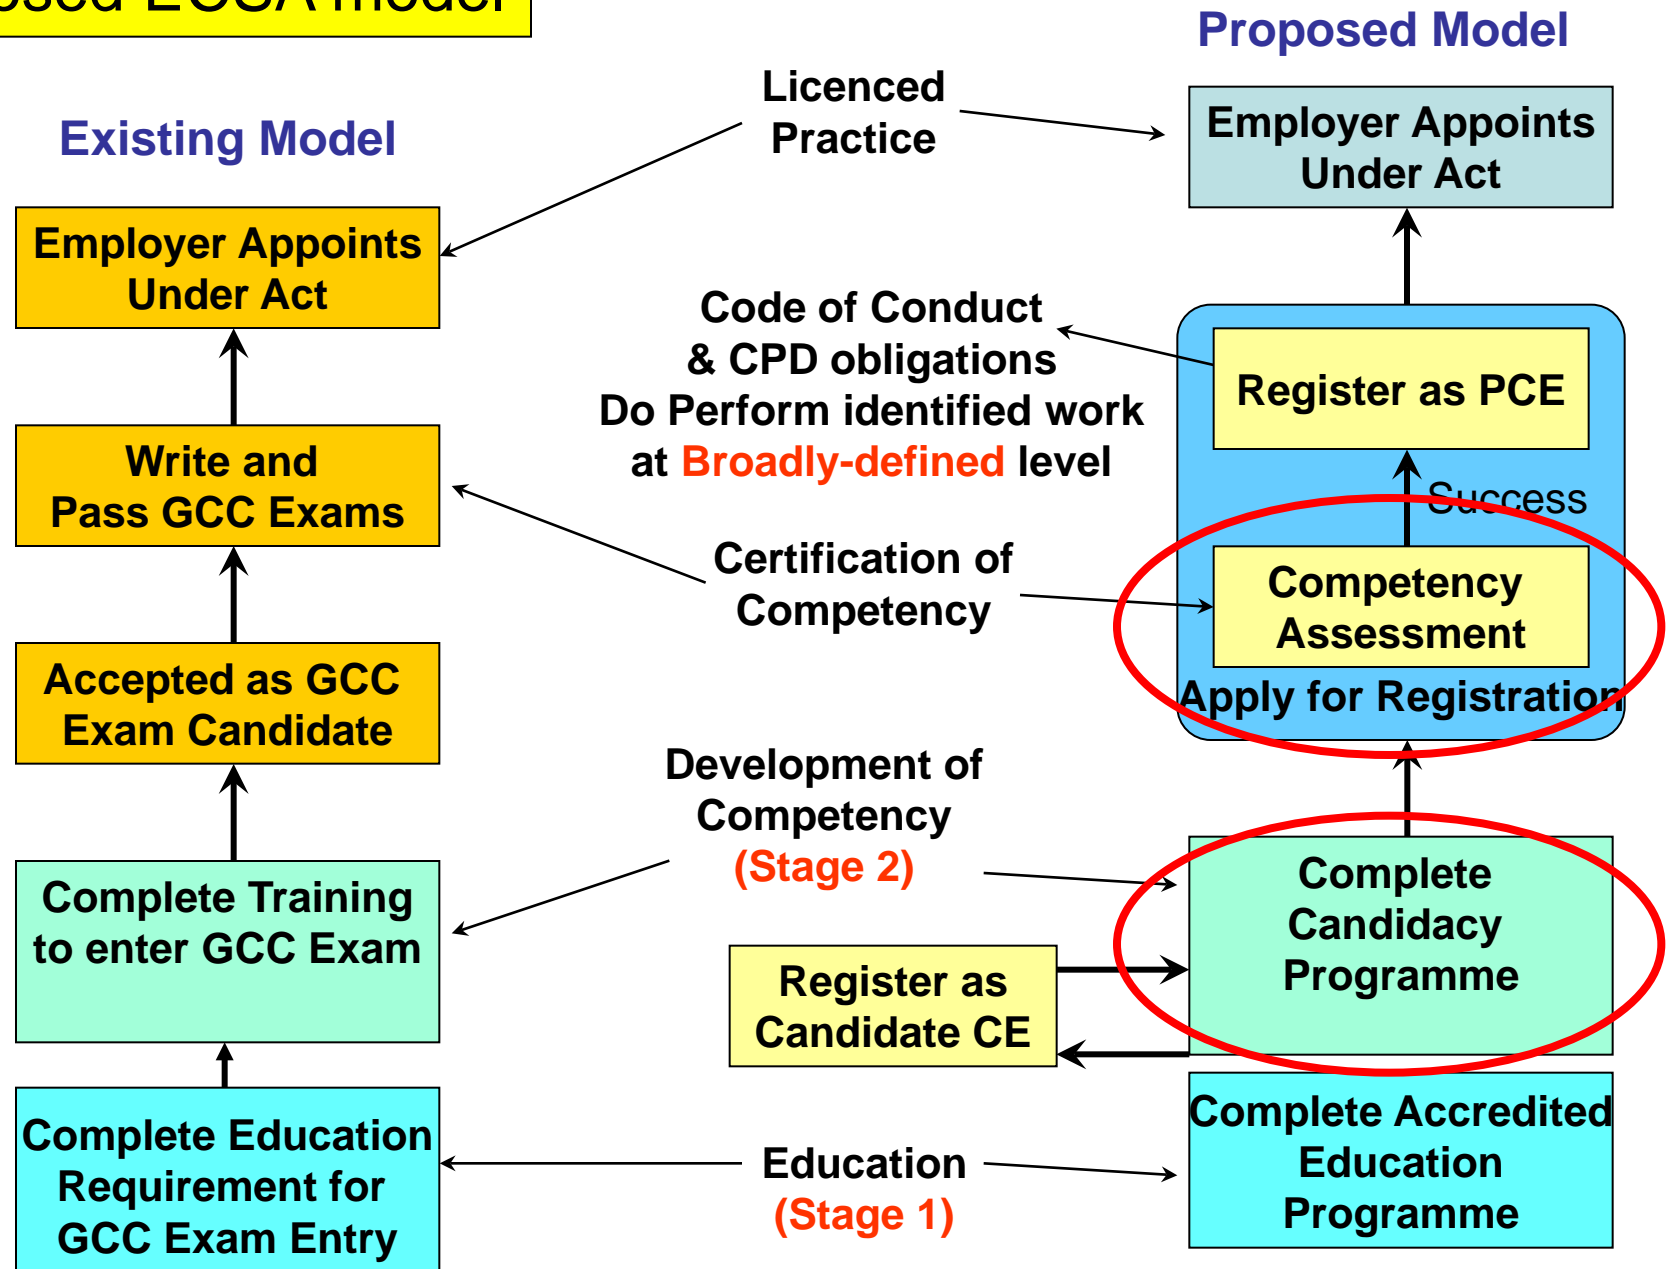 osed ECSA model
Proposed Model
Existing Model
Licenced
Practice
Employer Appoints
Under Act
Employer Appoints
Under Act
Code of Conduct
& CPD obligations
Do Perform identified work
at Broadly-defined level
Register as PCE
Success
Write and
Pass GCC Exams
Certification of
Competency
Competency
Assessment
Apply for Registration
Accepted as GCC
Exam Candidate
Development of
Competency
(Stage 2)
Complete Training
to enter GCC Exam
Complete
Candidacy
Programme
Register as
Candidate CE
Complete Education
Requirement for
GCC Exam Entry
Education
(Stage 1)
Complete Accredited
Education
Programme